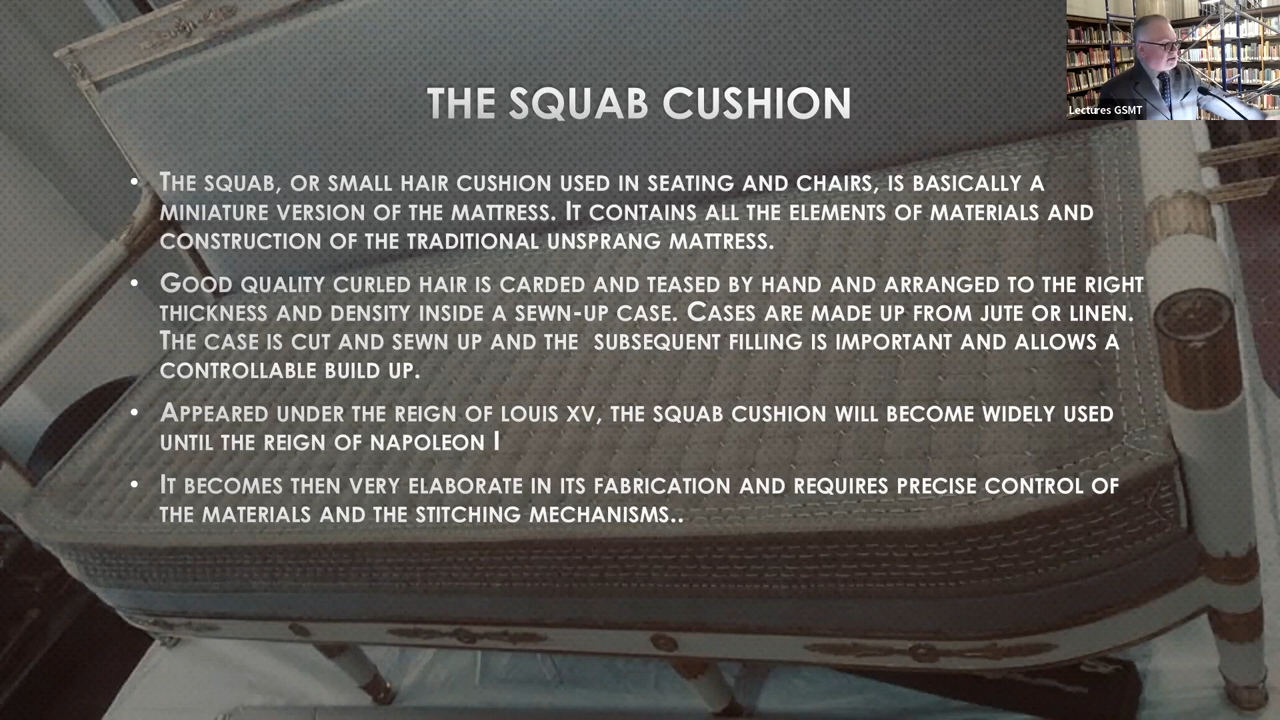 THE SQUAB CUSHION
Lectures GSMT
• The squab, or small hair cushion used in seating and chairs, is basically a
miniature version of the mattress. It contains all the elements of materials and
construction of the traditional unsprang mattress.
• Good quality curled hair is carded and teased by hand and arranged to the right
thickness and density inside a sewn-up case. Cases are made up from jute or linen.
The case is cut and sewn up and the  subsequent filling is important and allows a
controllable build up.
• Appeared under the reign of louis xv, the squab cushion will become widely used
until the reign of napoleon I
• It becomes then very elaborate in its fabrication and requires precise control of
the materials and the stitching mechanisms..